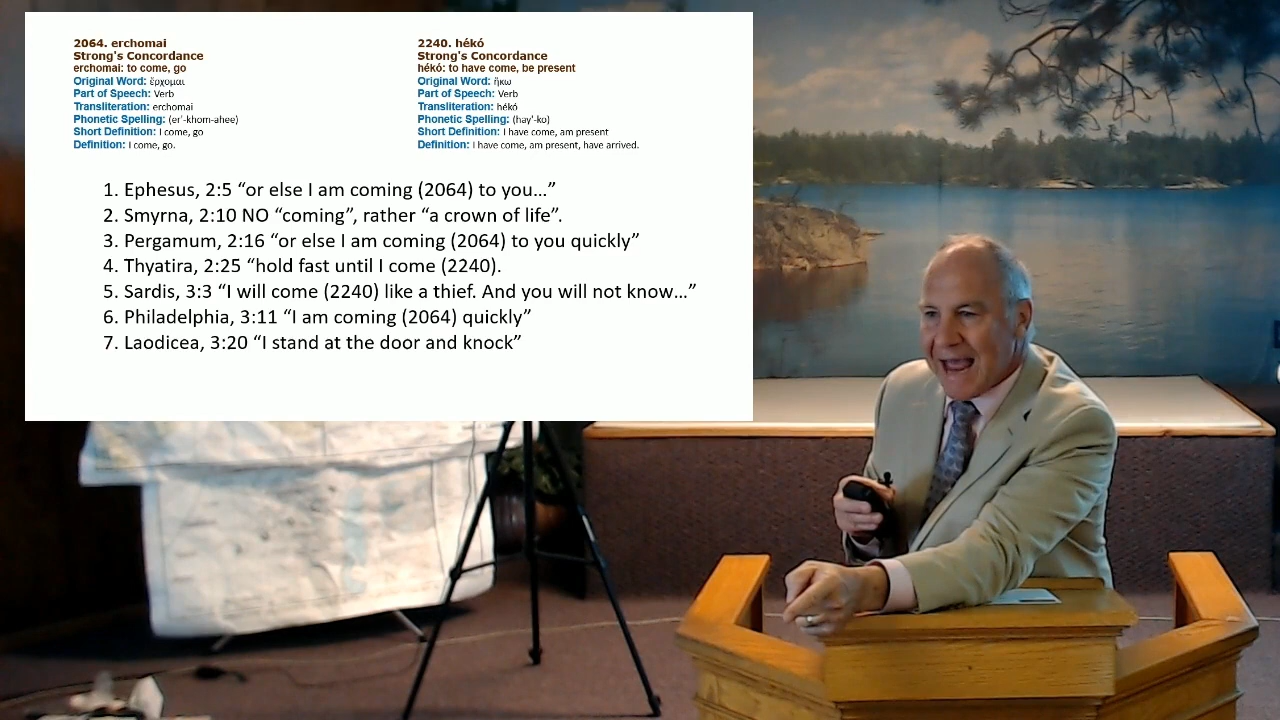 2064. erchomai
Strong's Concordance
erchomai: to come, go
Original Word: ἔρχομαι
Part of Speech: Verb
Transliteration: erchomai
Phonetic Spelling: (er'-khom-ahee)
Short Definition: I come, go
Definition: I come, go.
2240. hékó
Strong's Concordance
hékó: to have come, be present
Original Word: ἥκω
Part of Speech: Verb
Transliteration: hékó
Phonetic Spelling: (hay'-ko)
Short Definition: I have come, am present
Definition: I have come, am present, have arrived.
1. Ephesus, 2:5 “or else I am coming (2064) to you…”
2. Smyrna, 2:10 NO “coming”, rather “a crown of life”.
3. Pergamum, 2:16 “or else I am coming (2064) to you quickly”
4. Thyatira, 2:25 “hold fast until I come (2240).
5. Sardis, 3:3 “I will come (2240) like a thief. And you will not know…”
6. Philadelphia, 3:11 “I am coming (2064) quickly”
7. Laodicea, 3:20 “I stand at the door and knock”